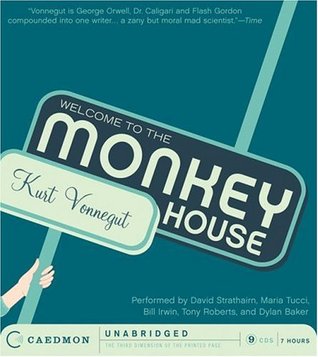 "Vonnegut is George Orwell, Dr. Caligari and Flash Gordon
compounded into one writer... a zany but moral mad scientist."—Time
WELCOME TO THE
MONKEY
HOUSE
Kurt Vonnegut
Performed by David Strathairn, Maria Tucci,
Bill Irwin, Tony Roberts, and Dylan Baker
CAEDMON
UNABRIDGED
THE THIRD DIMENSION OF THE PRINTED PAGE
9 CDS
7 HOURS